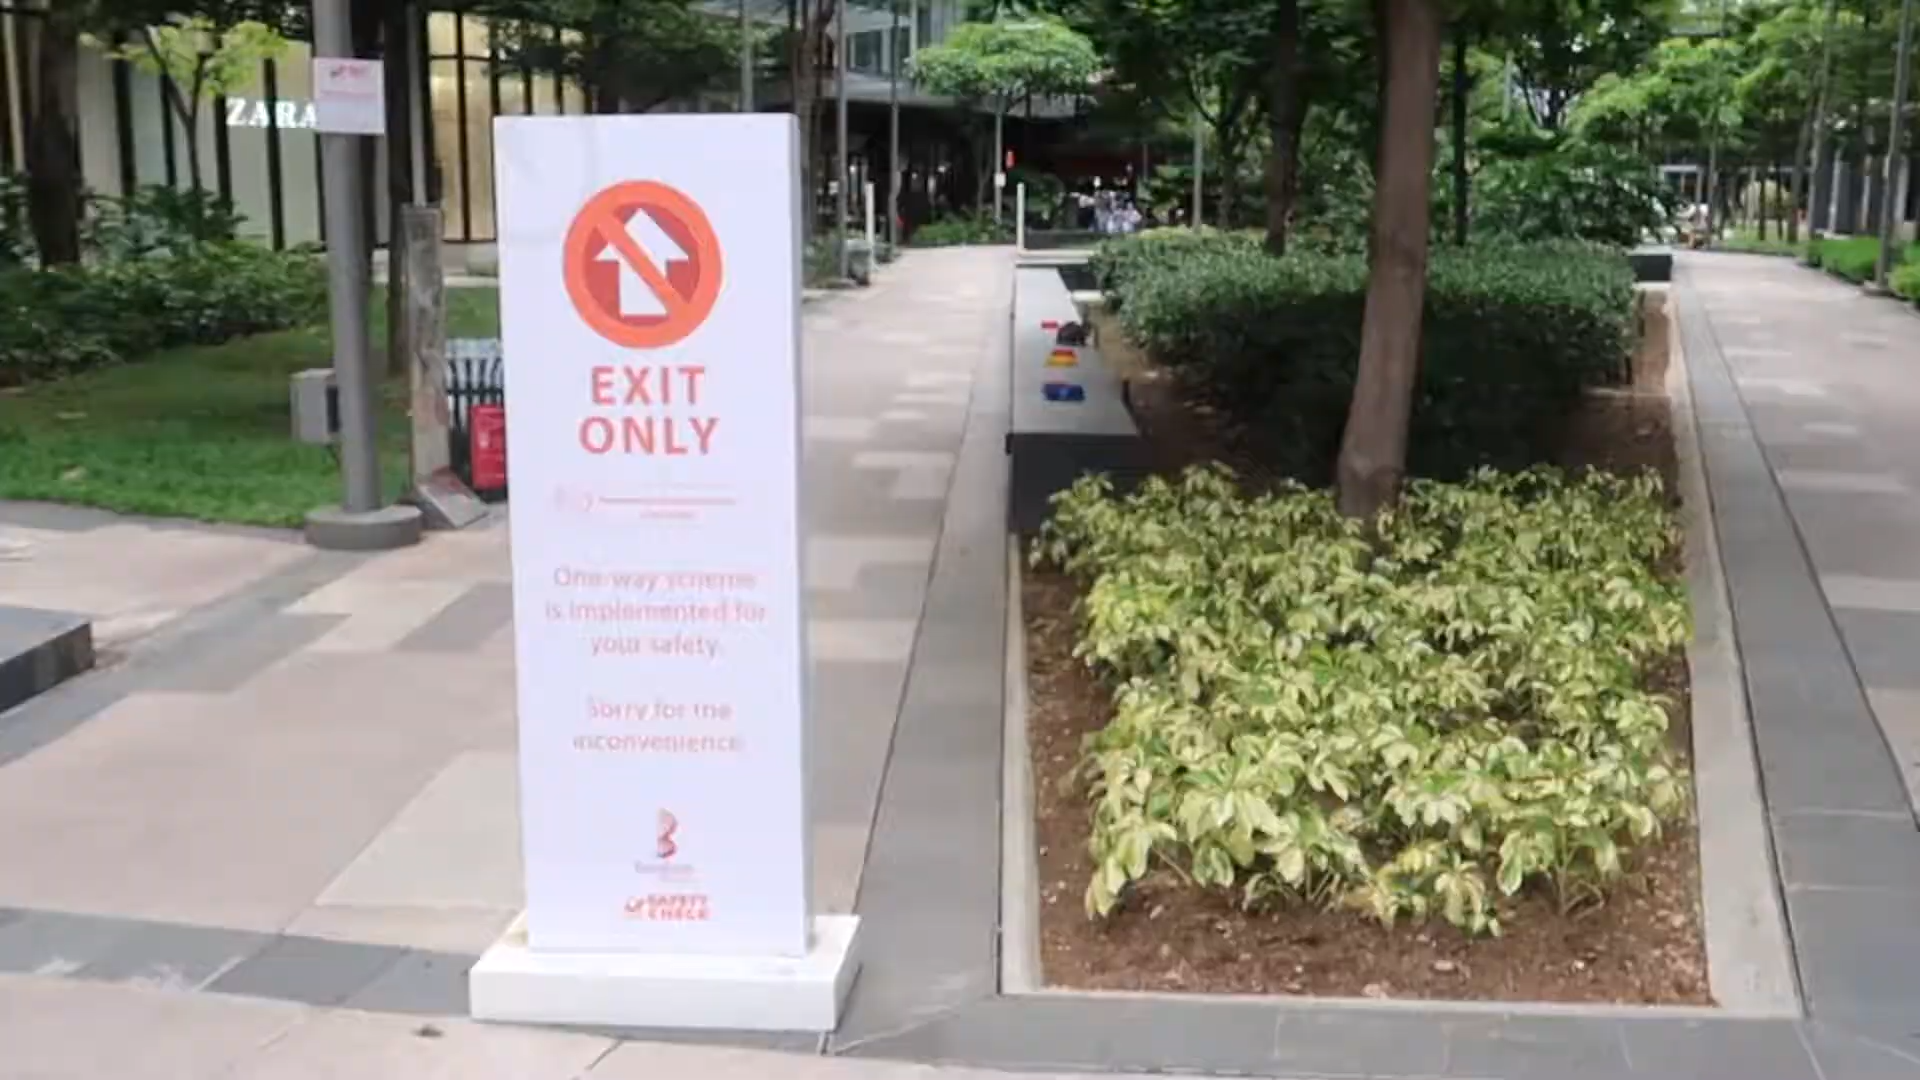 ZARA
EXIT
ONLY
One-way scheme
is implemented for
your safety.
Sorry for the
inconvenience.
SAFETY
CHECK